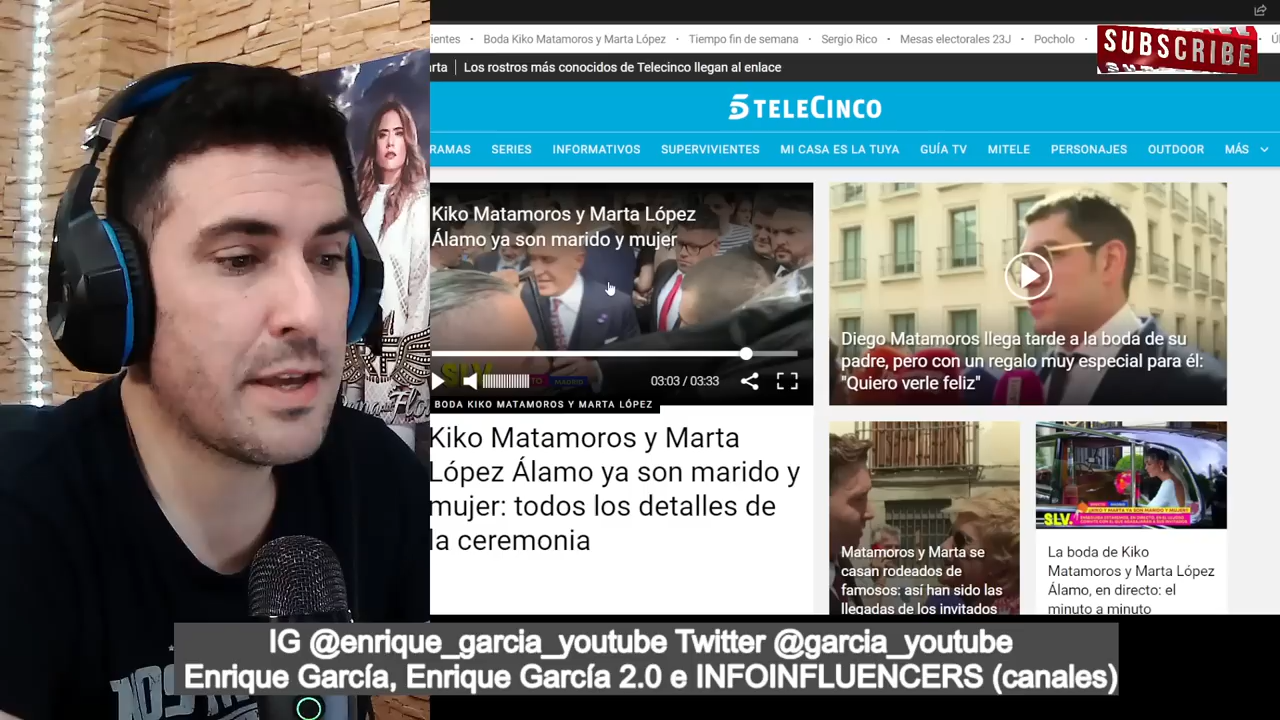 ientes · Boda Kiko Matamoros y Marta López · Tiempo fin de semana · Sergio Rico · Mesas electorales 23J · Pocholo ·
SUBSCRIBE
arta | Los rostros más conocidos de Telecinco llegan al enlace
TELECINCO
RAMAS SERIES INFORMATIVOS SUPERVIVIENTES MI CASA ES LA TUYA GUÍA TV MITELE PERSONAJES OUTDOOR MÁS
Kiko Matamoros y Marta López
Álamo ya son marido y mujer
03:03 / 03:33
BODA KIKO MATAMOROS Y MARTA LÓPEZ
Kiko Matamoros y Marta
López Álamo ya son marido y
mujer: todos los detalles de
la ceremonia
Diego Matamoros llega tarde a la boda de su
padre, pero con un regalo muy especial para él:
"Quiero verle feliz"
Matamoros y Marta se
casan rodeados de
famosos: así han sido las
llegadas de los invitados
SLV.
¡KIKO Y MARTA YA SON MARIDO Y MUJER!
La boda de Kiko
Matamoros y Marta López
Álamo, en directo: el
minuto a minuto
IG @enrique_garcia_youtube Twitter @garcia_youtube
Enrique García, Enrique García 2.0 e INFOINFLUENCERS (canales)